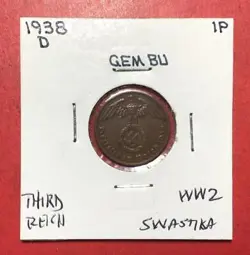 1938 1P
D
GEM BU
THIRD WW2
REICH SWASTIKA